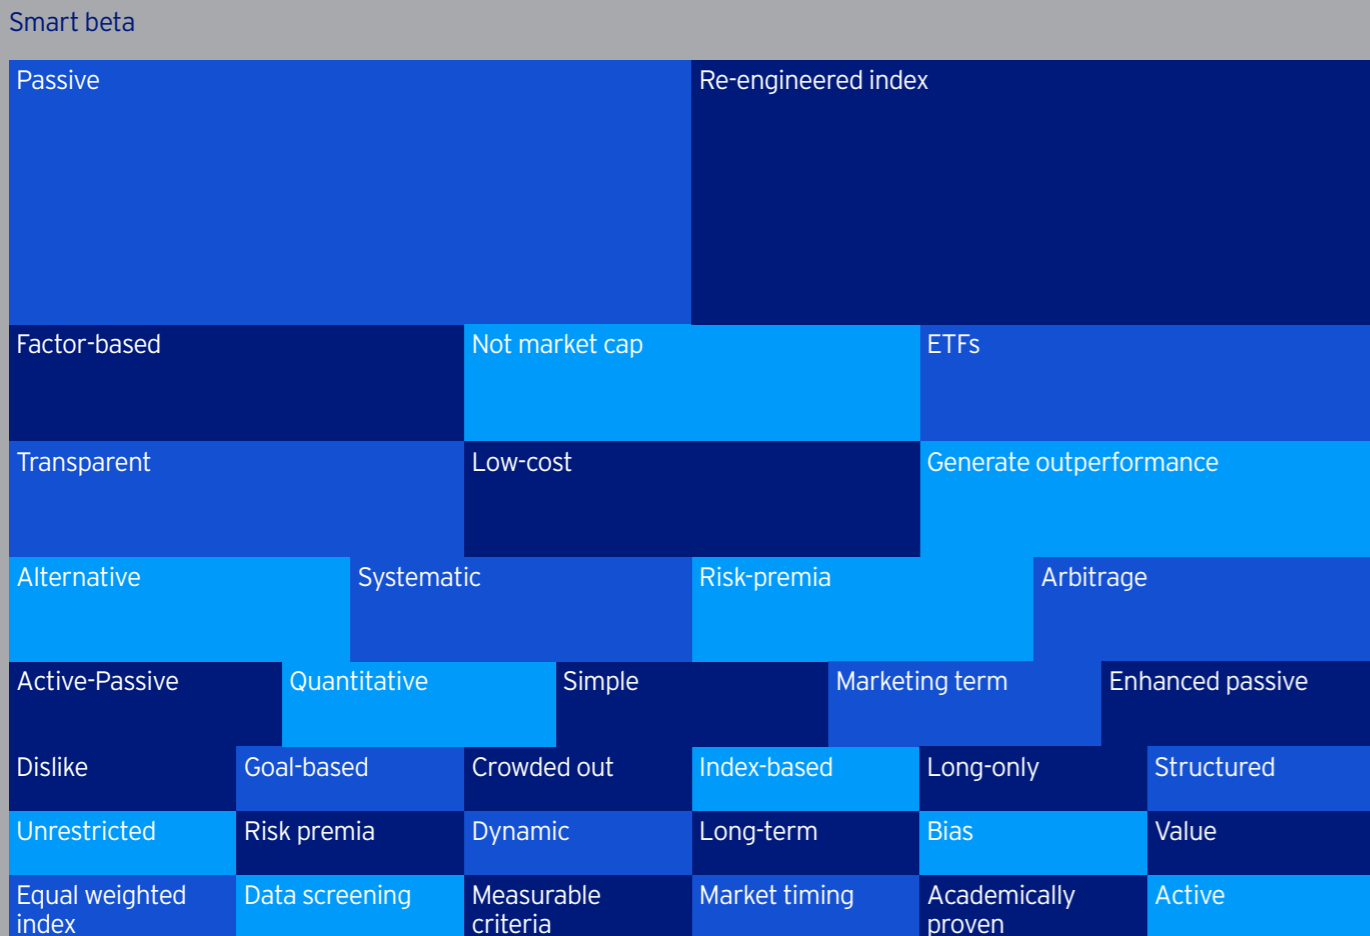 Smart beta
Passive
Re-engineered index
Factor-based
Not market cap
ETFs
Transparent
Low-cost
Generate outperformance
Alternative
Systematic
Risk-premia
Arbitrage
Active-Passive
Quantitative
Simple
Marketing term
Enhanced passive
Dislike
Goal-based
Crowded out
Index-based
Long-only
Structured
Unrestricted
Risk premia
Dynamic
Long-term
Bias
Value
Equal weighted
index
Data screening
Measurable
criteria
Market timing
Academically
proven
Active